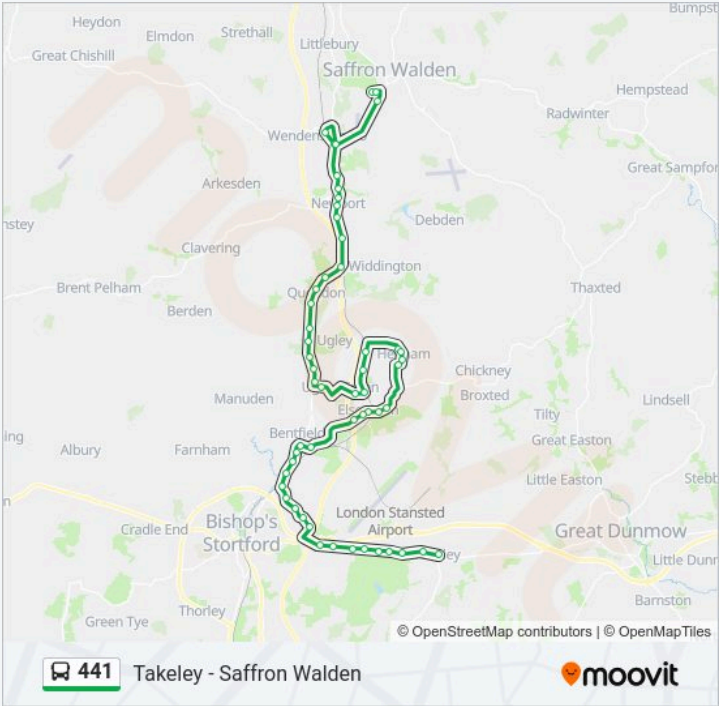 Heydon
Elmdon
Strethall
Bumpst
Littlebury
Great Chishill
Saffron Walden
Hempstead
Radwinter
Wenden
Great Sampfor
Arkesden
Newport
nstey
Debden
Clavering
Widdington
Brent Pelham
Quendon
Thaxted
Berden
Ugley
Henham
Chickney
Manuden
Broxted
Lindsell
Tilty
ing
Bentfield
Great Easton
Albury
Farnham
Little Easton
Stebb
n
London Stansted
Airport
Cradle End
Bishop's
Stortford
Great Dunmow
ley
Little Dunn
Barnston
Thorley
Green Tye
© OpenStreetMap contributors | © OpenMapTiles
441 Takeley - Saffron Walden moovit